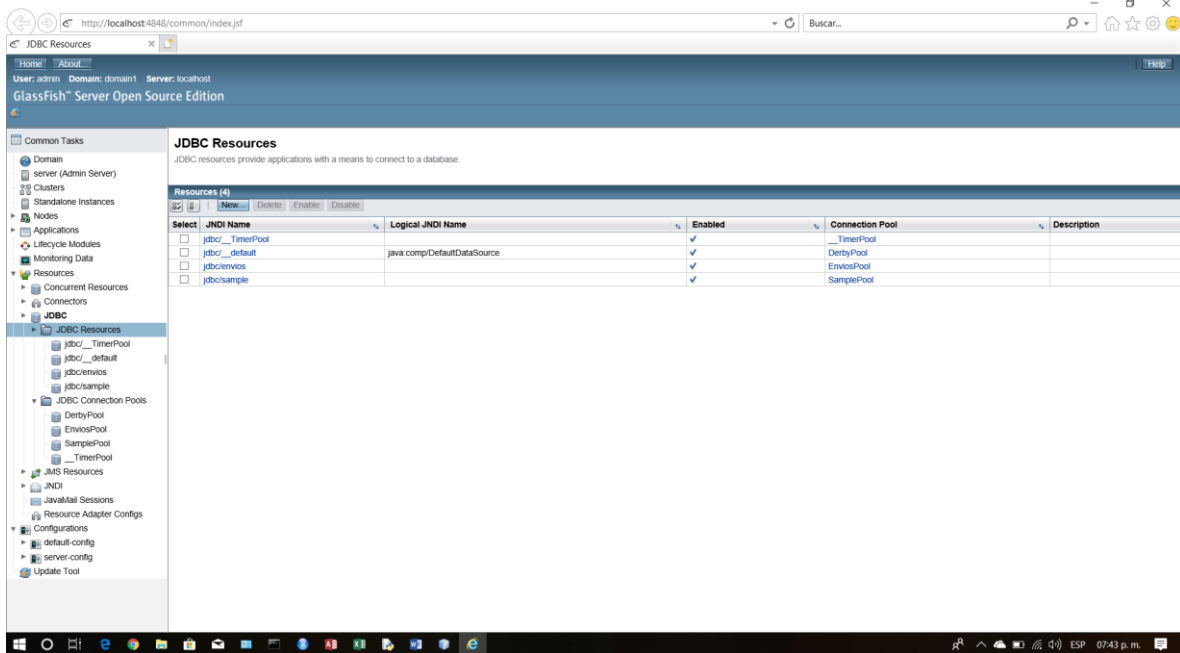 http://localhost:4848/common/index.jsf
Buscar...
JDBC Resources
Home About...
Help
User: admin Domain: domain1 Server: localhost
GlassFish™ Server Open Source Edition
Common Tasks
Domain
server (Admin Server)
Clusters
Standalone Instances
Nodes
Applications
Lifecycle Modules
Monitoring Data
Resources
Concurrent Resources
Connectors
JDBC
JDBC Resources
jdbc/__TimerPool
jdbc/__default
jdbc/envios
jdbc/sample
JDBC Connection Pools
DerbyPool
EnviosPool
SamplePool
__TimerPool
JMS Resources
JNDI
JavaMail Sessions
Resource Adapter Configs
Configurations
default-config
server-config
Update Tool
JDBC Resources
JDBC resources provide applications with a means to connect to a database.
Resources (4)
New... Delete Enable Disable
Select JNDI Name Logical JNDI Name Enabled Connection Pool Description
jdbc/__TimerPool __TimerPool
jdbc/__default java:comp/DefaultDataSource DerbyPool
jdbc/envios EnviosPool
jdbc/sample SamplePool
ESP 07:43 p. m.